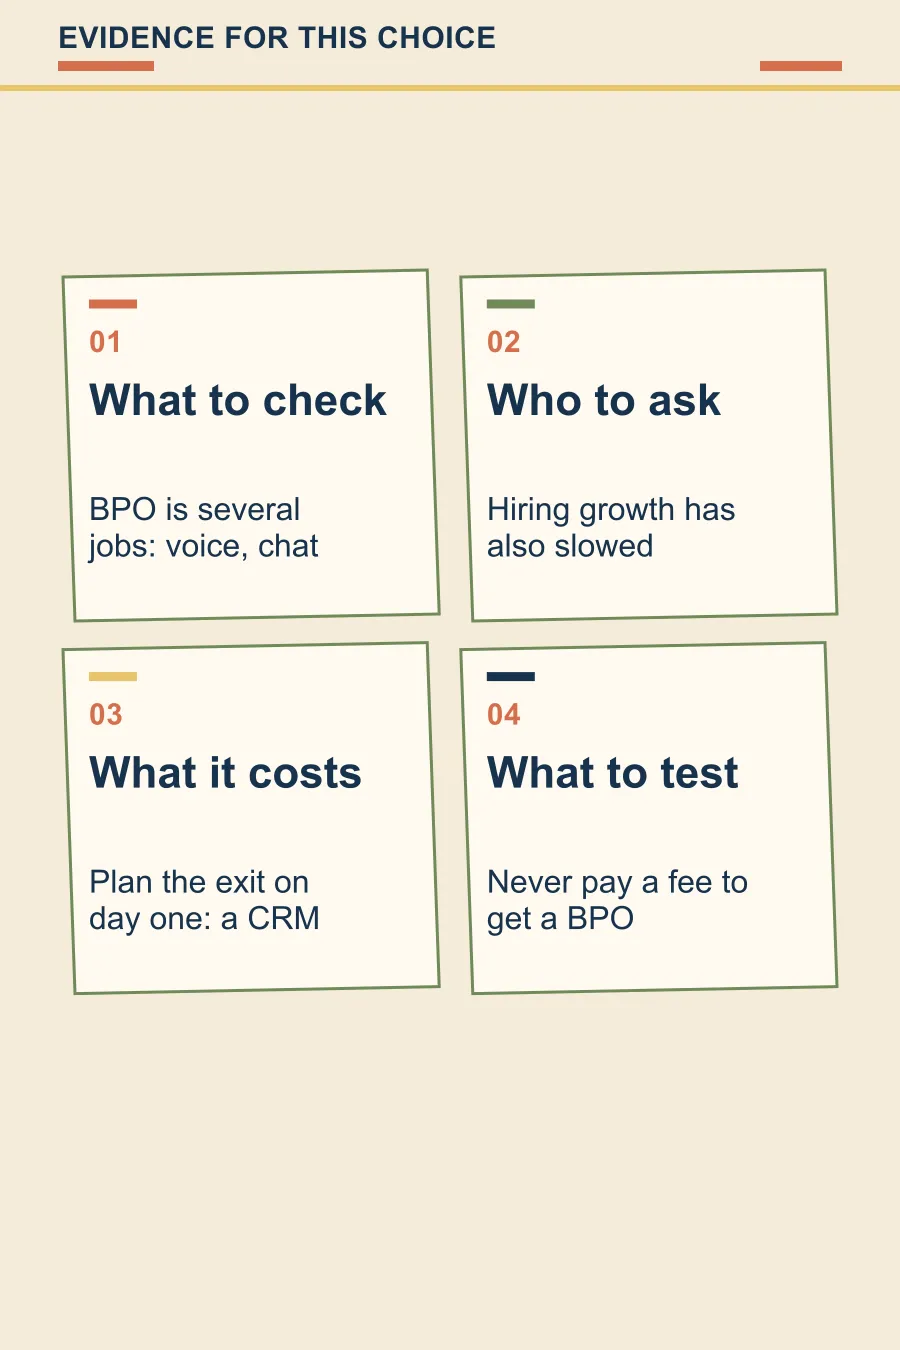 EVIDENCE FOR THIS CHOICE
01
What to check
BPO is several
jobs: voice, chat
02
Who to ask
Hiring growth has
also slowed
03
What it costs
Plan the exit on
day one: a CRM
04
What to test
Never pay a fee to
get a BPO